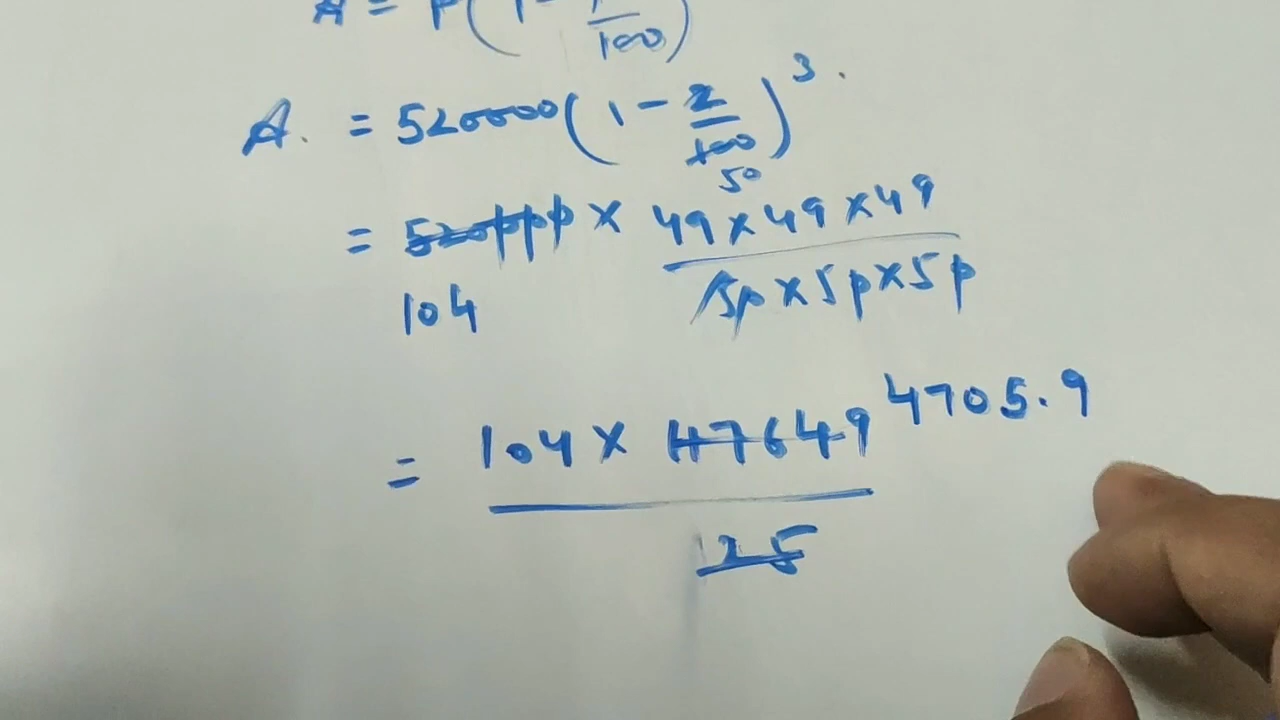 A = P(1 - r/100)
A. = 520000(1 - 2/100)³.
50
= 520000 × 49×49×49/50×50×50
104
= 104 × 117649/125 4705.9